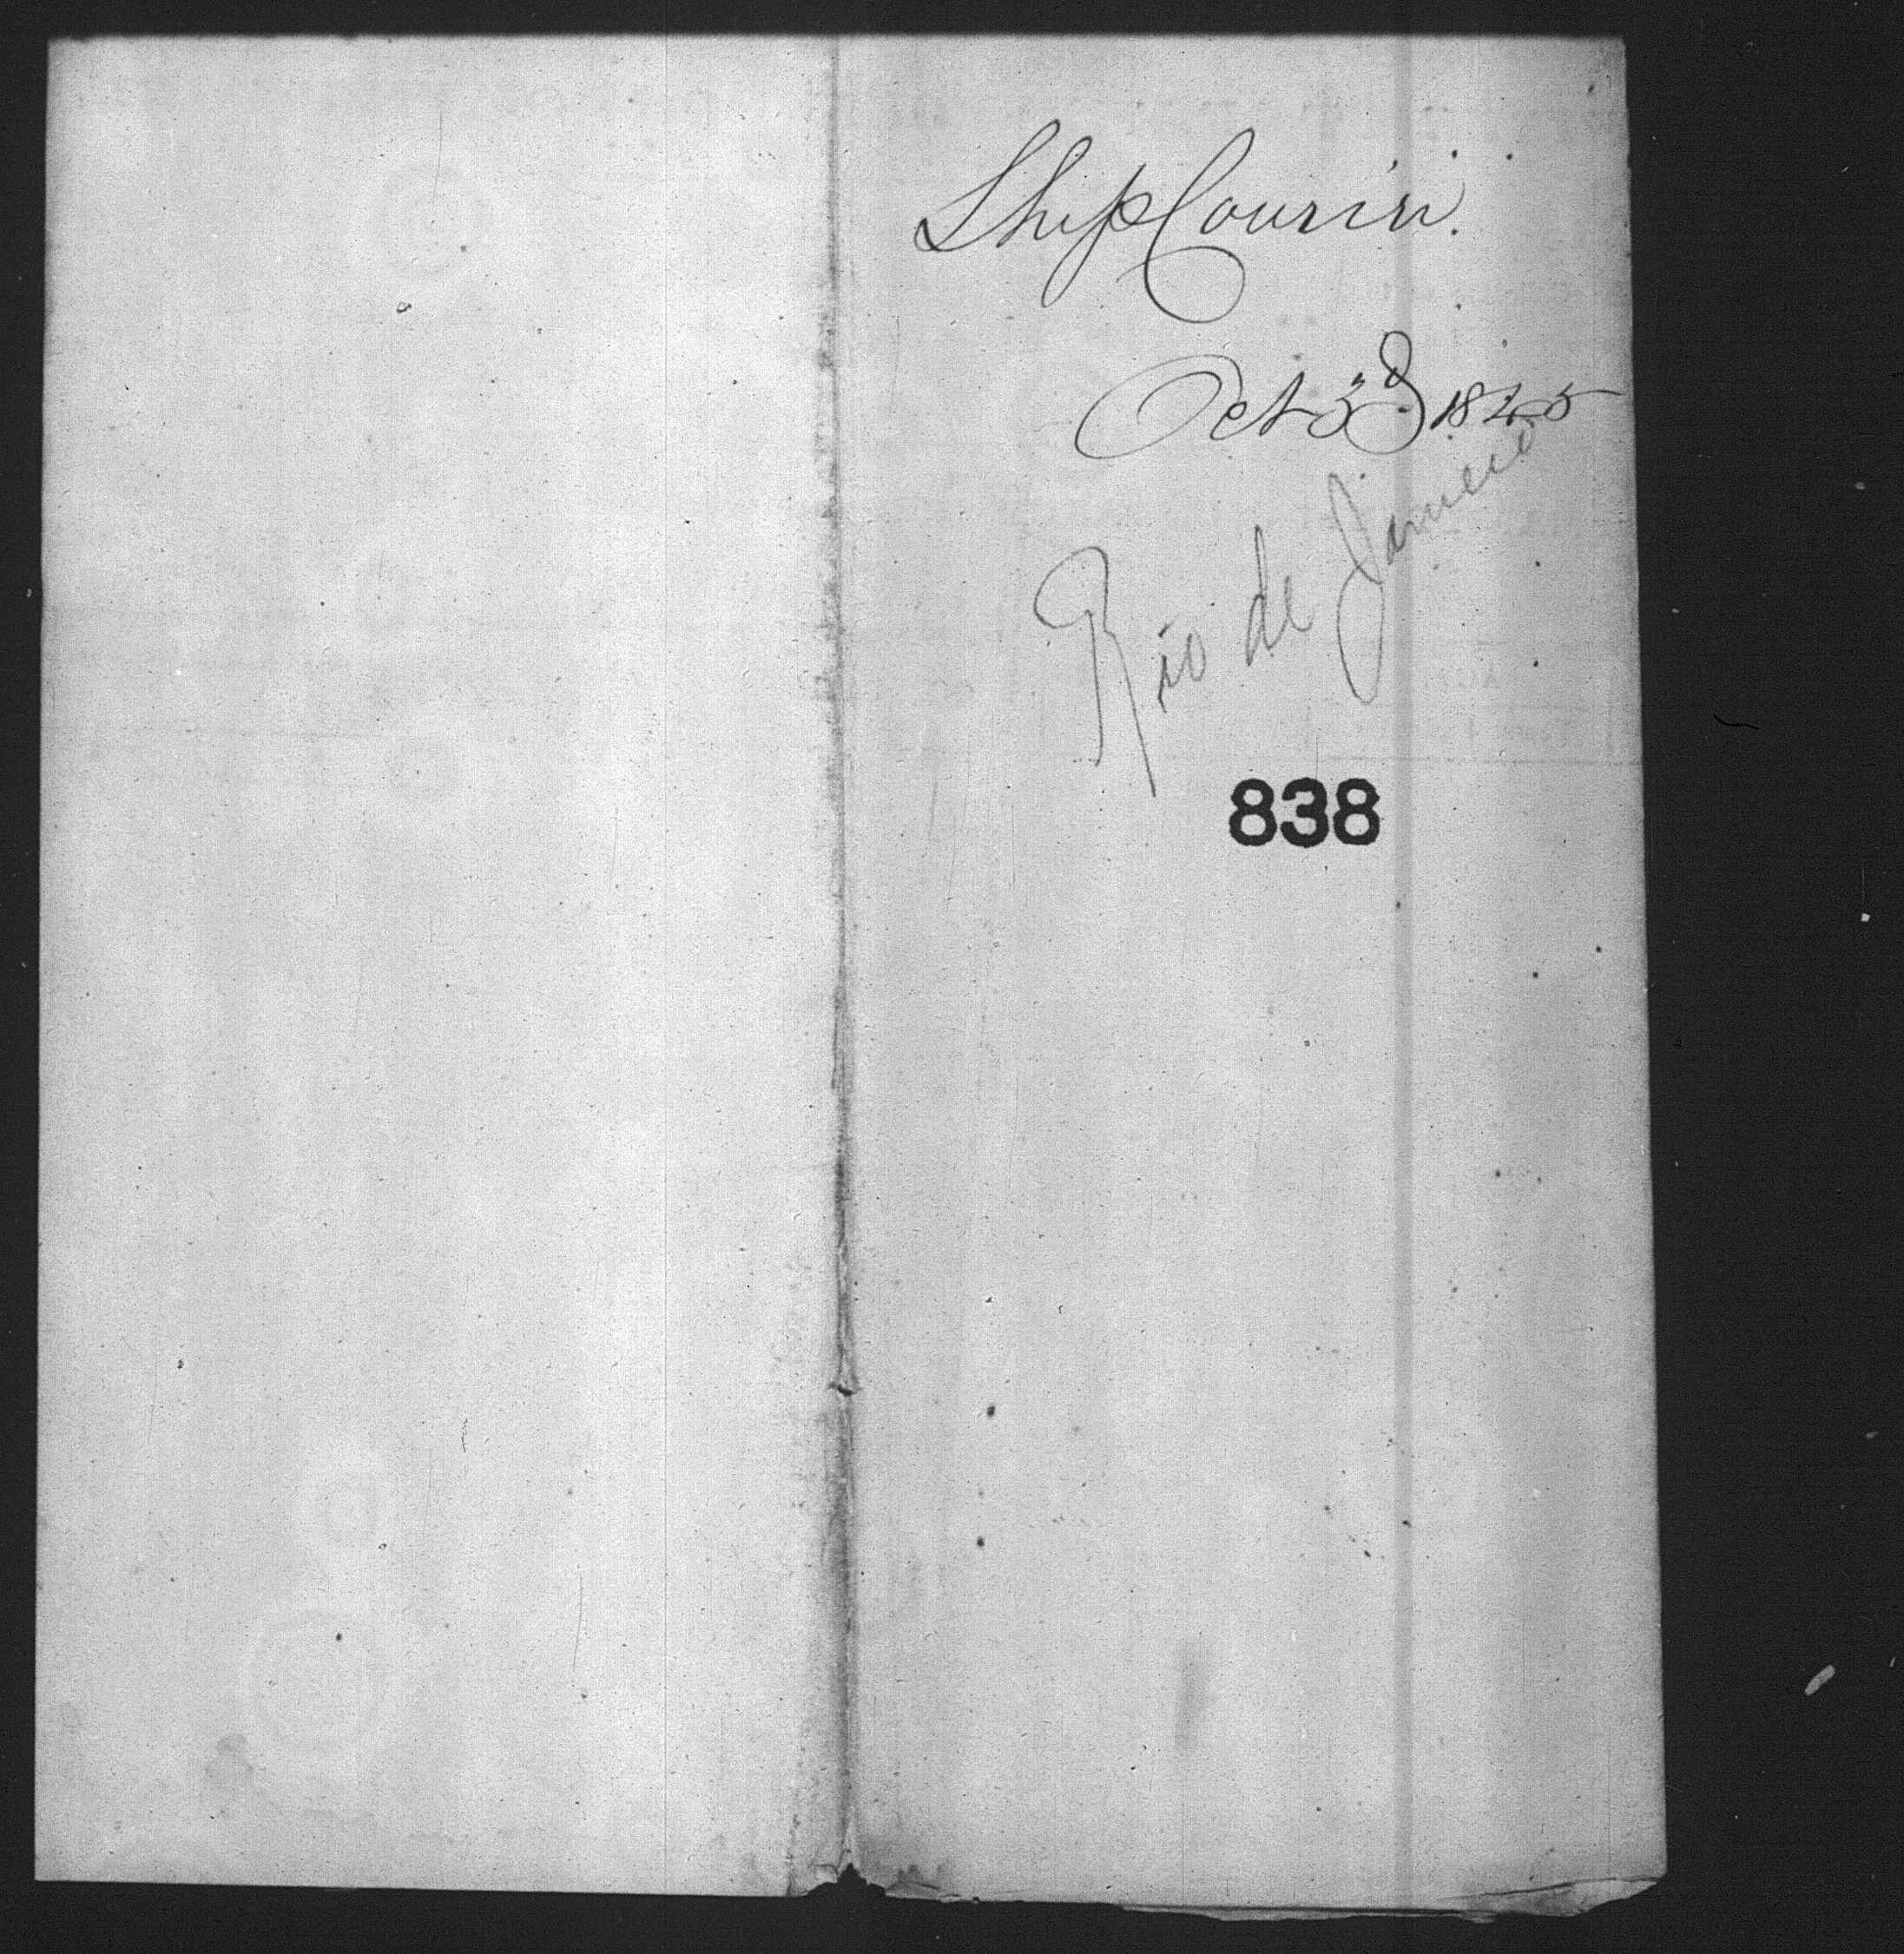 Ship Courier.
Oct 3d 1845
Rio de Janeiro
838